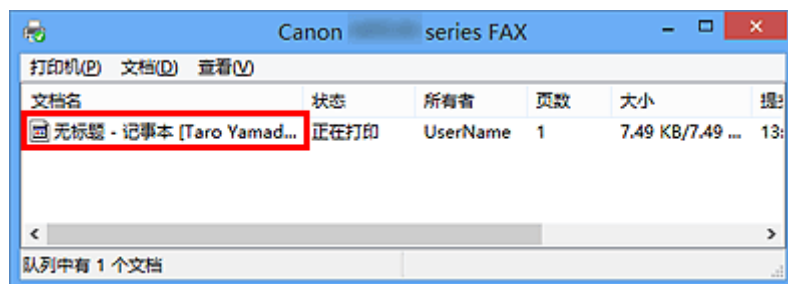 Canon series FAX
打印机(P) 文档(D) 查看(V)
文档名 状态 所有者 页数 大小
无标题 - 记事本 [Taro Yamad... 正在打印 UserName 1 7.49 KB/7.49 ... 13:
队列中有 1 个文档